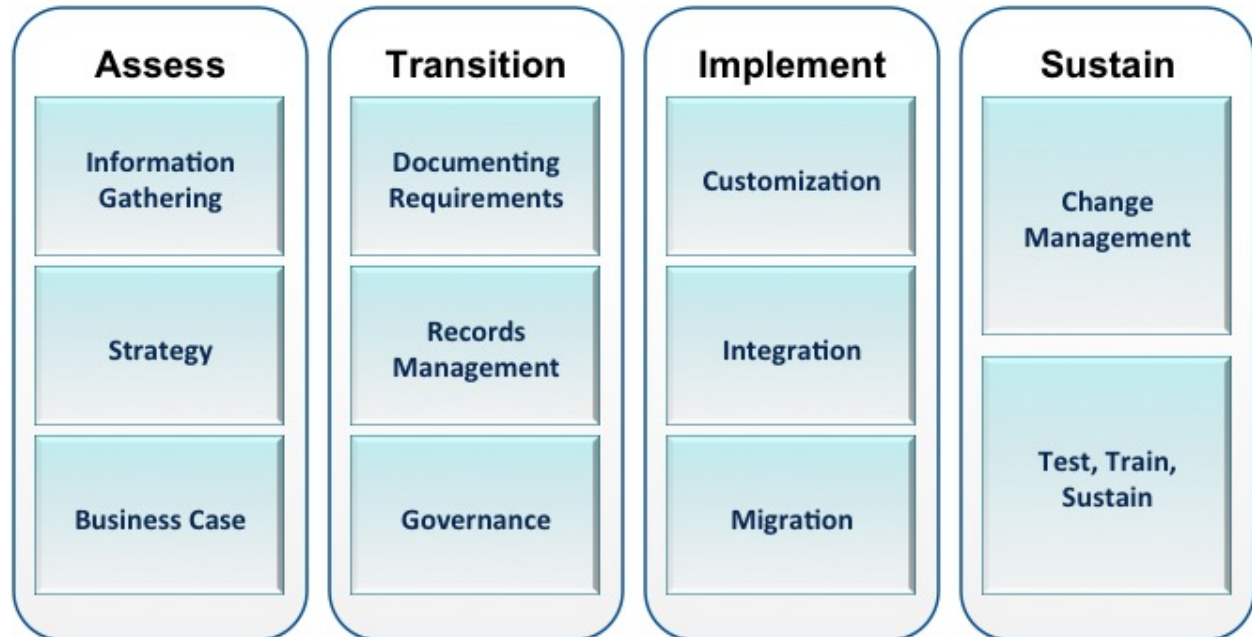 Assess
Information
Gathering
Strategy
Business Case
Transition
Documenting
Requirements
Records
Management
Governance
Implement
Customization
Integration
Migration
Sustain
Change
Management
Test, Train,
Sustain